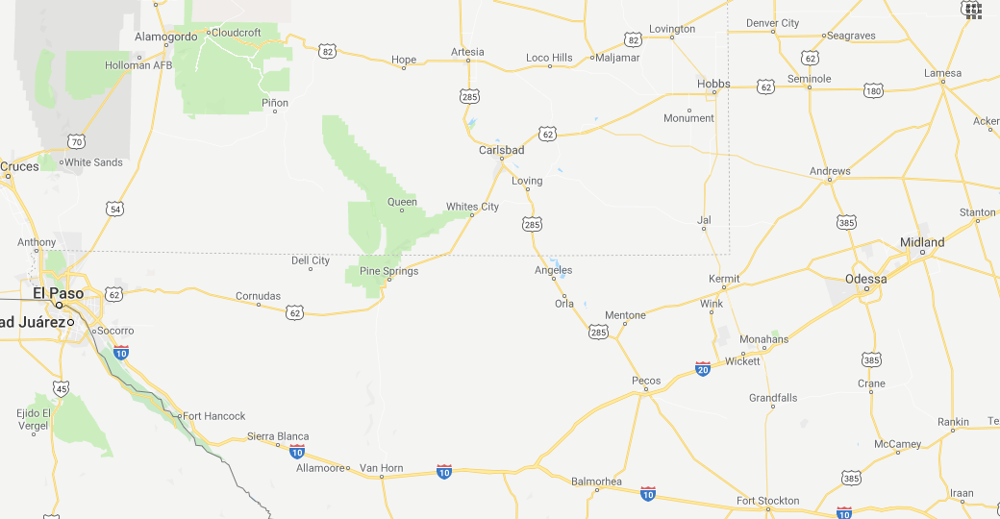 Denver City
Cloudcroft
Lovington
Alamogordo
Seagraves
82
82
Artesia
62
Hope
Loco Hills
Maljamar
Holloman AFB
Lamesa
Seminole
Hobbs
62
180
285
Piñon
Monument
Acker
62
70
Carlsbad
White Sands
Cruces
Andrews
Loving
Queen
Whites City
54
Stanton
Jal
285
385
Anthony
Midland
Dell City
Pine Springs
Angeles
Kermit
Odessa
El Paso
62
Cornudas
Orla
Wink
62
Mentone
ad Juárez
Socorro
285
Monahans
10
Wickett
385
20
Pecos
Crane
45
Grandfalls
Ejido El
Vergel
Fort Hancock
Rankin
Te
Sierra Blanca
McCamey
10
Allamoore
Van Horn
10
385
Balmorhea
10
Iraan
Fort Stockton
10